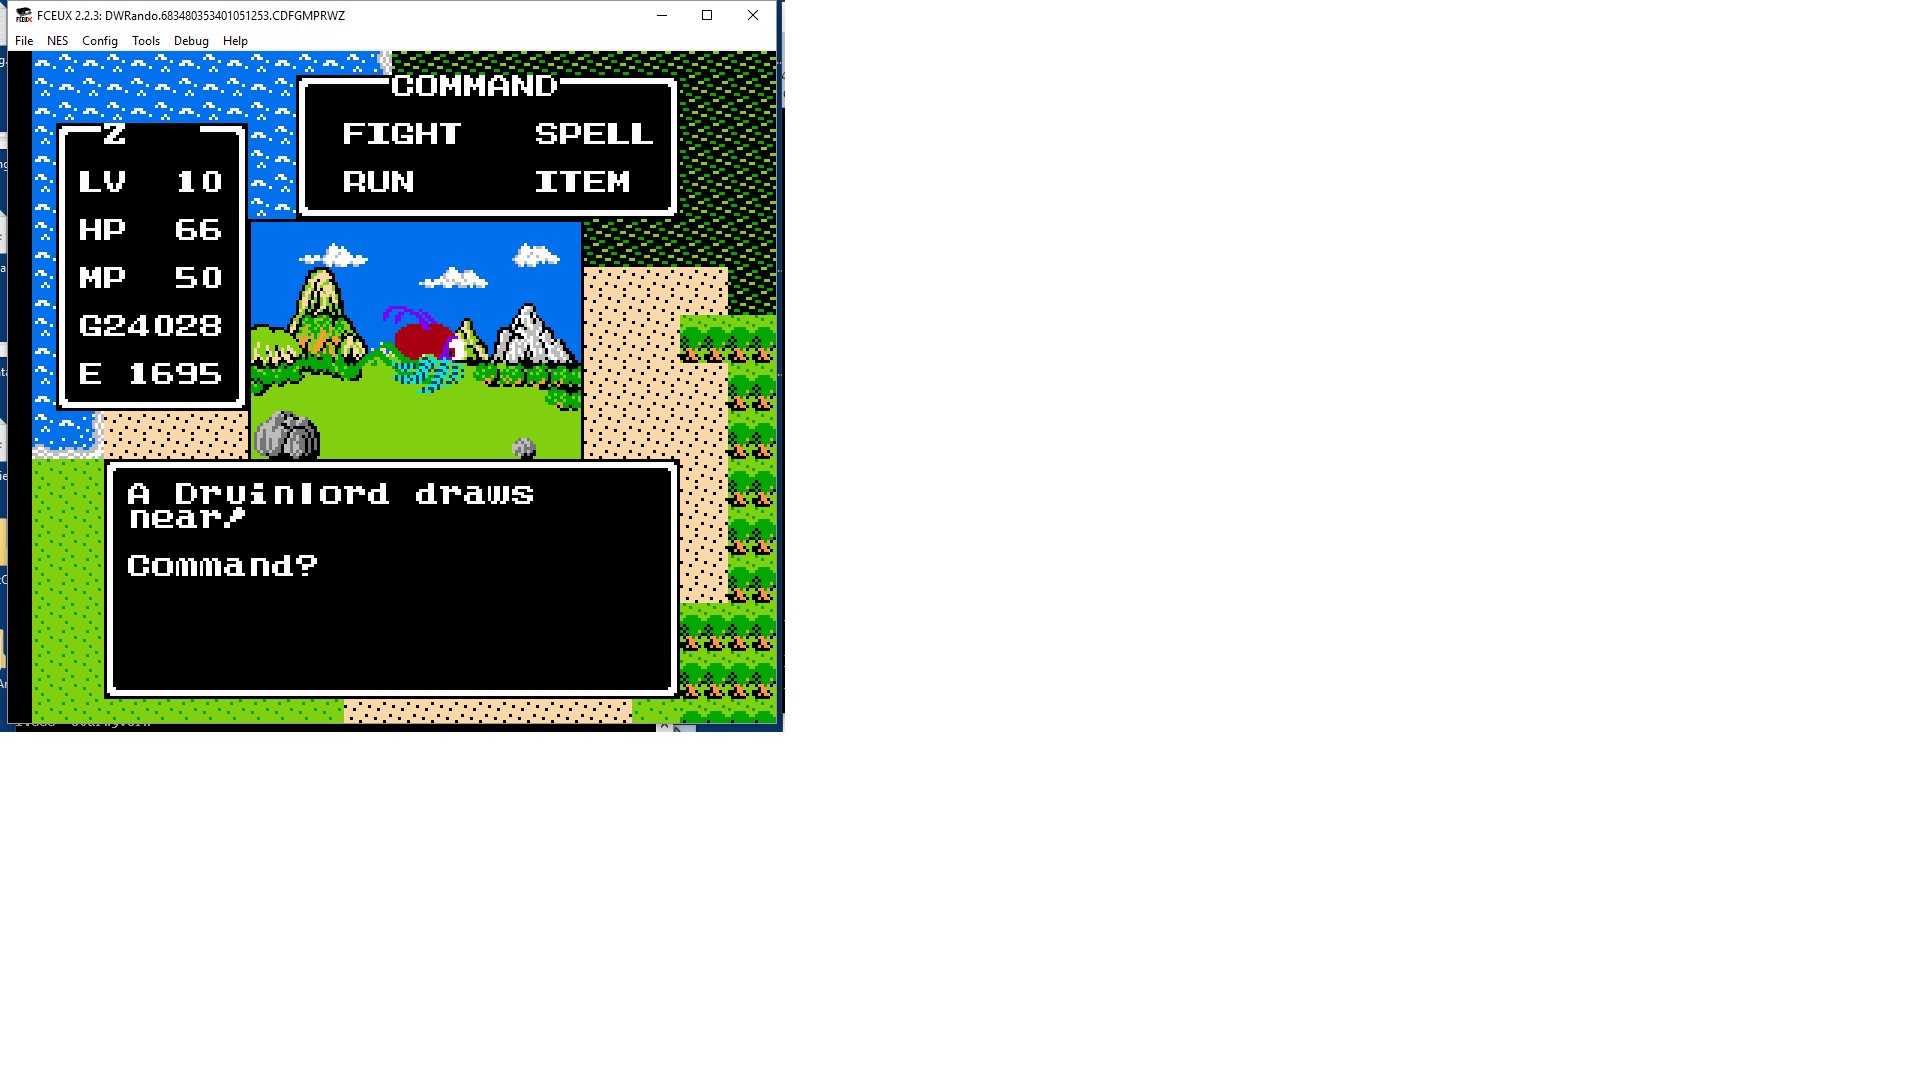 FCEUX 2.2.3: DWRando.683480353401051253.CDFGMPRWZ
File NES Config Tools Debug Help
COMMAND
FIGHT SPELL
RUN ITEM
Z
LV 10
HP 66
MP 50
G24028
E 1695
A Druinlord draws
near!
Command?